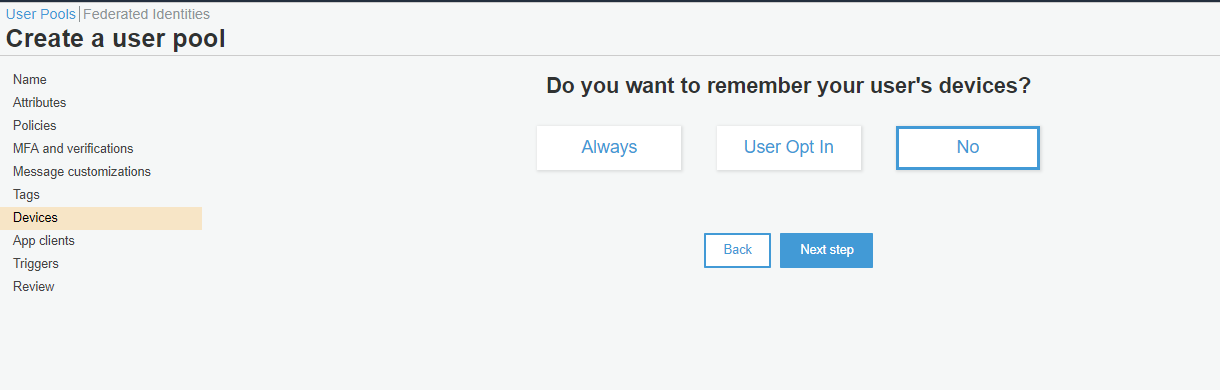 User Pools | Federated Identities
Create a user pool
Name
Attributes
Policies
MFA and verifications
Message customizations
Tags
Devices
App clients
Triggers
Review
Do you want to remember your user's devices?
Always User Opt In No
Back Next step